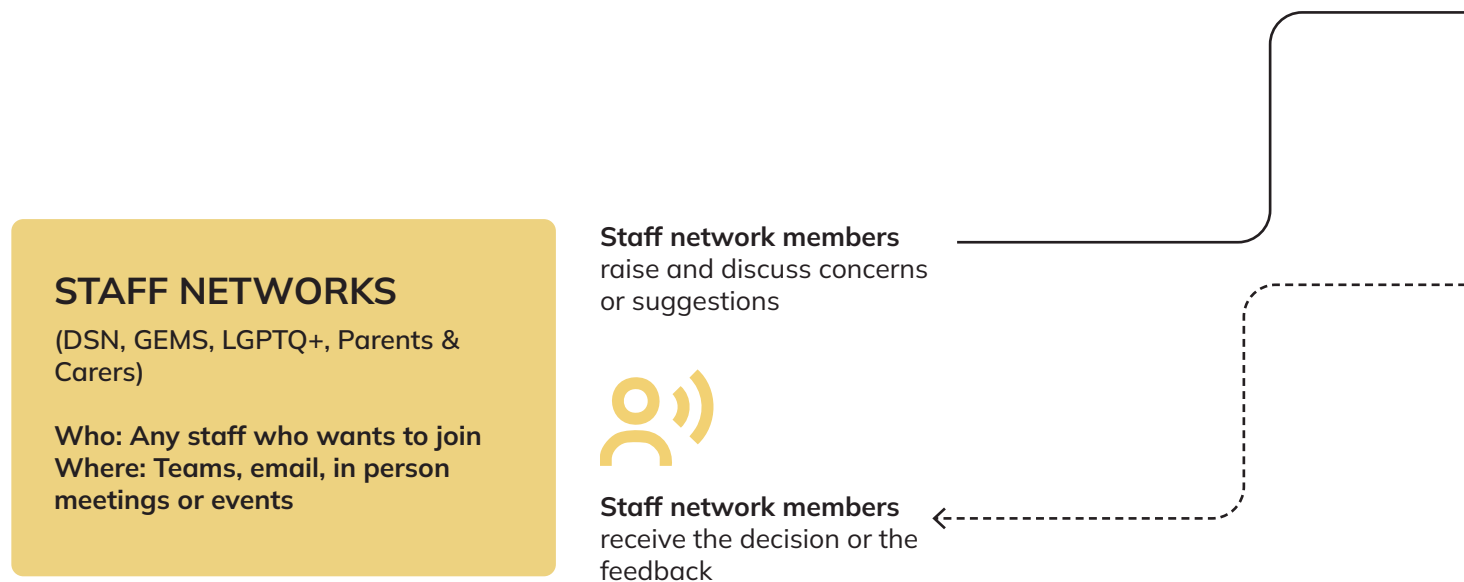 STAFF NETWORKS
(DSN, GEMS, LGPTQ+, Parents &
Carers)
Who: Any staff who wants to join
Where: Teams, email, in person
meetings or events
Staff network members
raise and discuss concerns
or suggestions
Staff network members
receive the decision or the
feedback